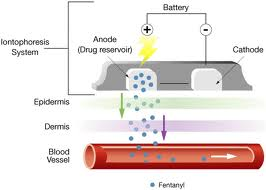 Battery
Iontophoresis
System
Anode
(Drug reservoir)
+
-
Cathode
Epidermis
Dermis
Blood
Vessel
Fentanyl